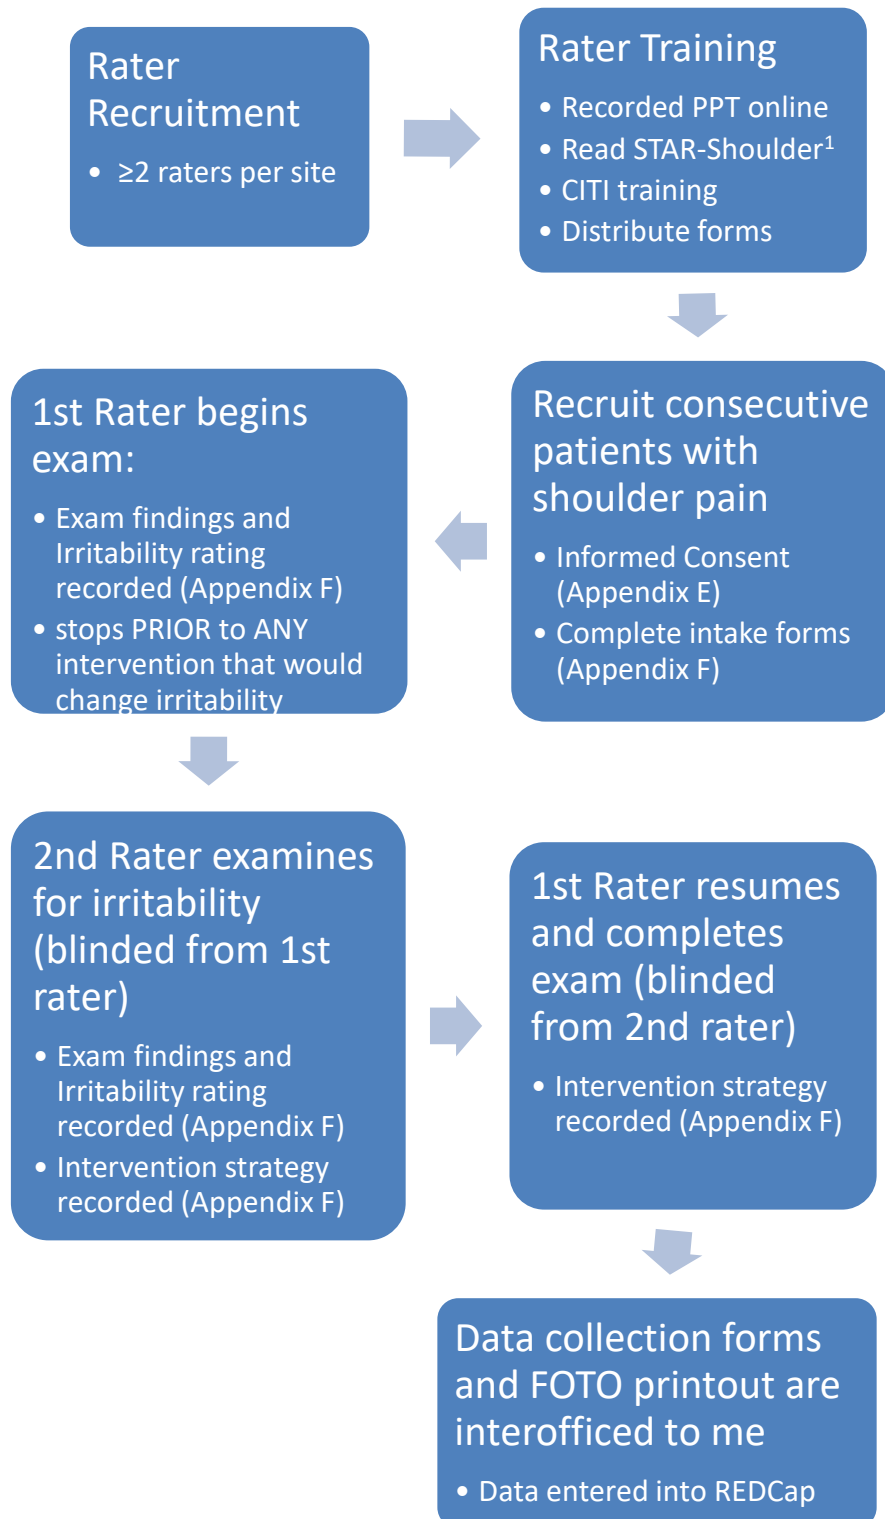 Rater
Recruitment
• ≥2 raters per site
Rater Training
• Recorded PPT online
• Read STAR-Shoulder1
• CITI training
• Distribute forms
Recruit consecutive
patients with
shoulder pain
• Informed Consent
(Appendix E)
• Complete intake forms
(Appendix F)
1st Rater begins
exam:
• Exam findings and
Irritability rating
recorded (Appendix F)
• stops PRIOR to ANY
intervention that would
change irritability
2nd Rater examines
for irritability
(blinded from 1st
rater)
• Exam findings and
Irritability rating
recorded (Appendix F)
• Intervention strategy
recorded (Appendix F)
1st Rater resumes
and completes
exam (blinded
from 2nd rater)
• Intervention strategy
recorded (Appendix F)
Data collection forms
and FOTO printout are
interofficed to me
• Data entered into REDCap